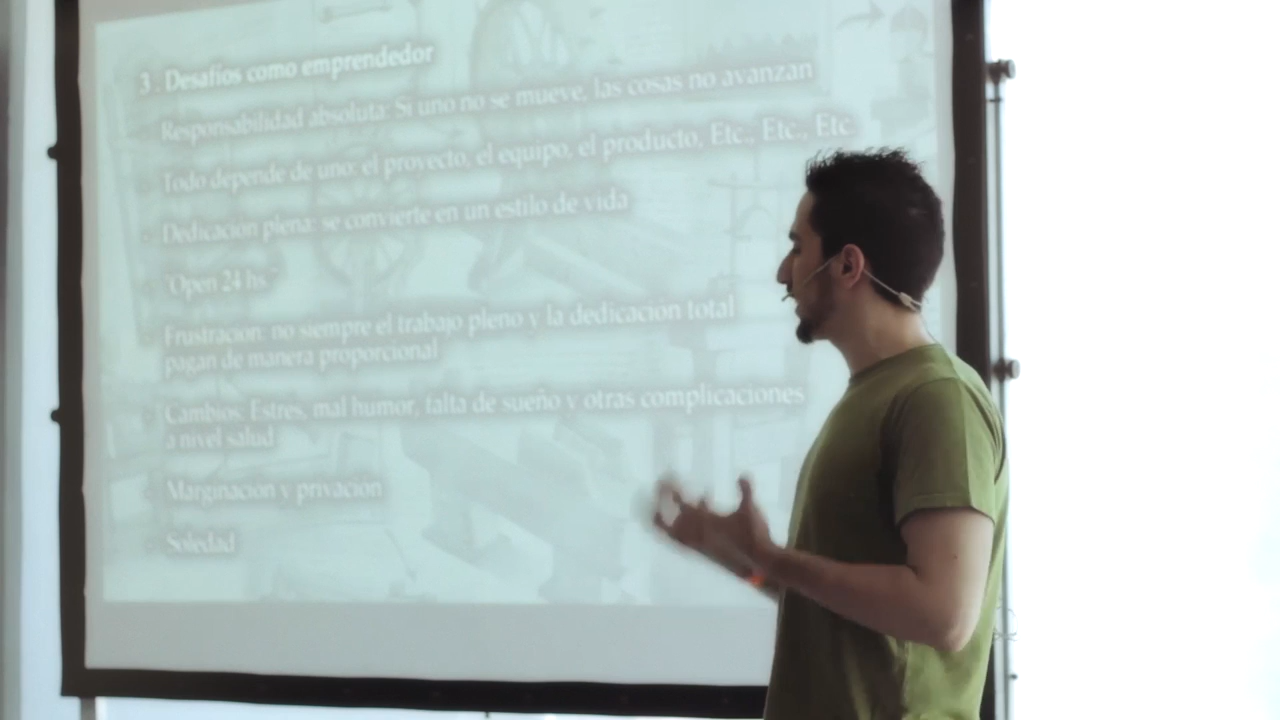 3 . Desafíos como emprendedor
Responsabilidad absoluta: Si uno no se mueve, las cosas no avanzan
Todo depende de uno: el proyecto, el equipo, el producto, Etc., Etc., Etc.
Dedicación plena: se convierte en un estilo de vida
"Open 24 hs."
Frustracion: no siempre el trabajo pleno y la dedicación total
pagan de manera proporcional
Cambios: Estres, mal humor, falta de sueño y otras complicaciones
a nivel salud
Marginacion y privacion
Soledad